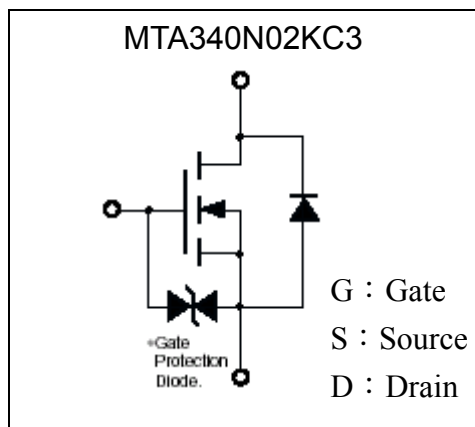 MTA340N02KC3
*Gate
Protection
Diode.
G：Gate
S：Source
D：Drain